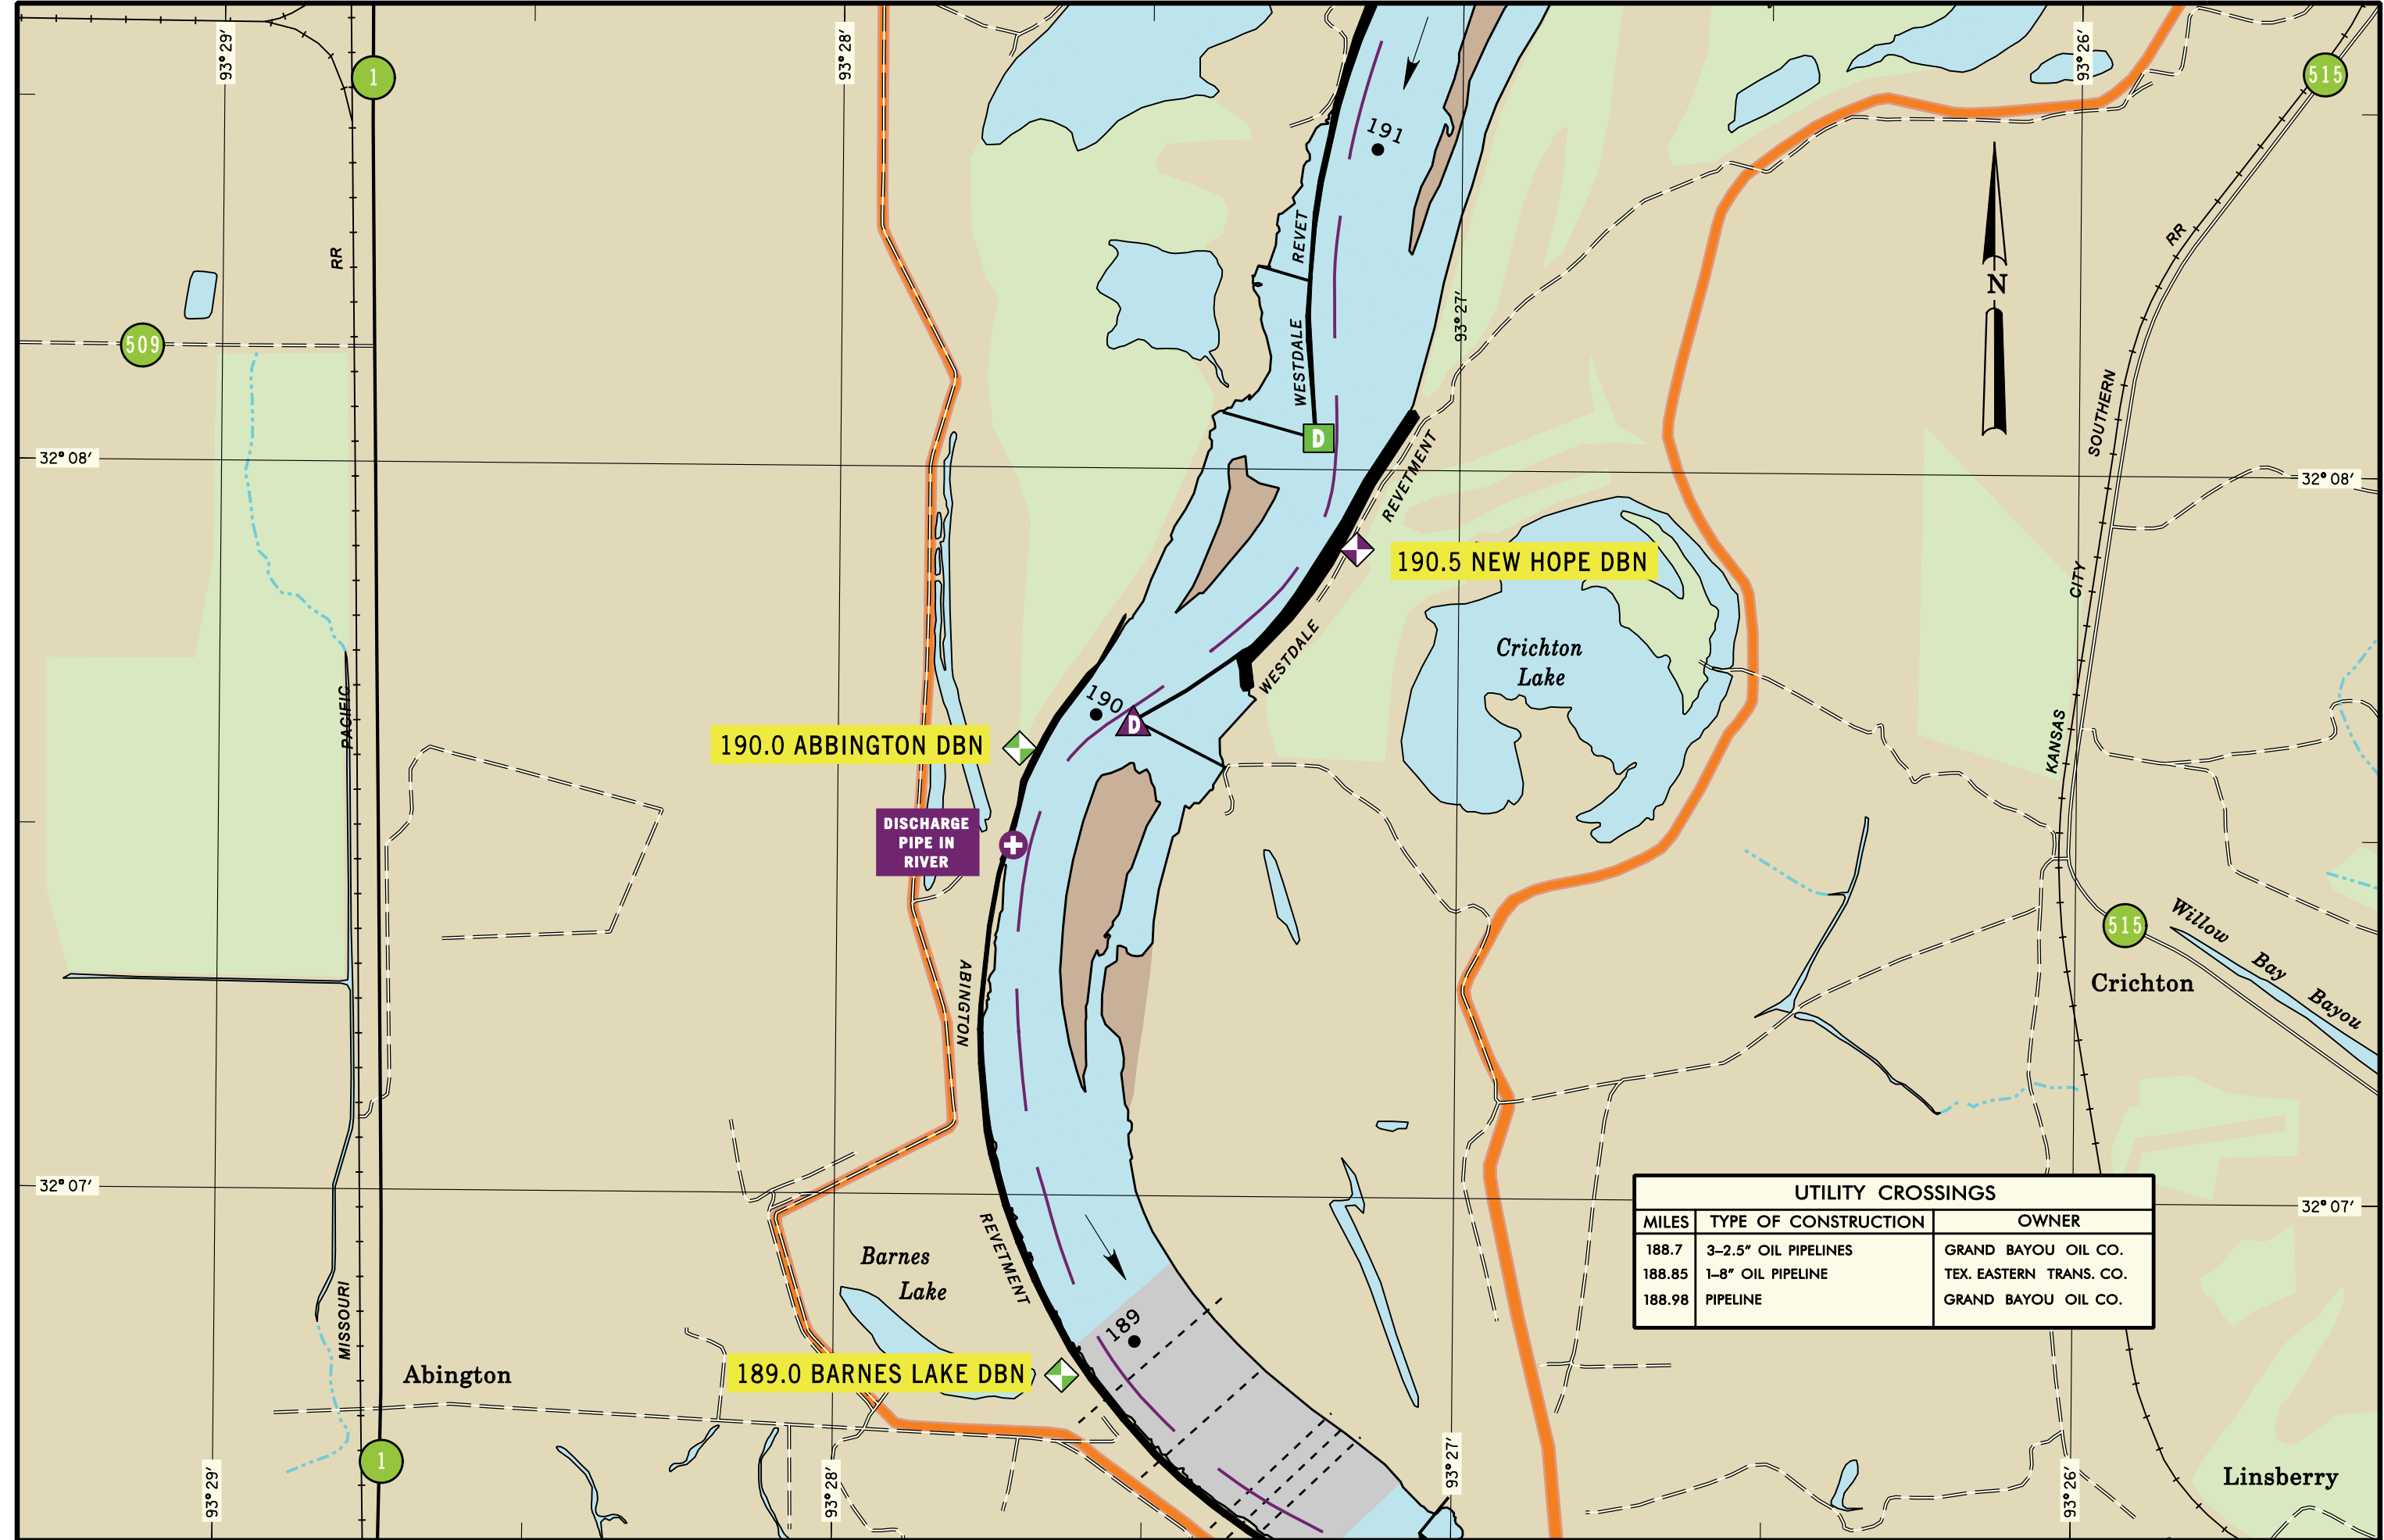 93° 29'
93° 28'
93° 26'
1
515
191
RR
RR
REVET
WESTDALE
93° 27'
N
509
D
SOUTHERN
32° 08'
32° 08'
REVETMENT
190.5 NEW HOPE DBN
CITY
Crichton
Lake
WESTDALE
PACIFIC
190
D
190.0 ABBINGTON DBN
KANSAS
DISCHARGE
PIPE IN
RIVER
515
Willow Bay Bayou
Crichton
ABINGTON
32° 07'
32° 07'
UTILITY CROSSINGS
MILES TYPE OF CONSTRUCTION OWNER
188.7 3–2.5" OIL PIPELINES GRAND BAYOU OIL CO.
188.85 1–8" OIL PIPELINE TEX. EASTERN TRANS. CO.
188.98 PIPELINE GRAND BAYOU OIL CO.
REVETMENT
Barnes
Lake
MISSOURI
189
189.0 BARNES LAKE DBN
Abington
1
Linsberry
93° 29'
93° 28'
93° 27'
93° 26'